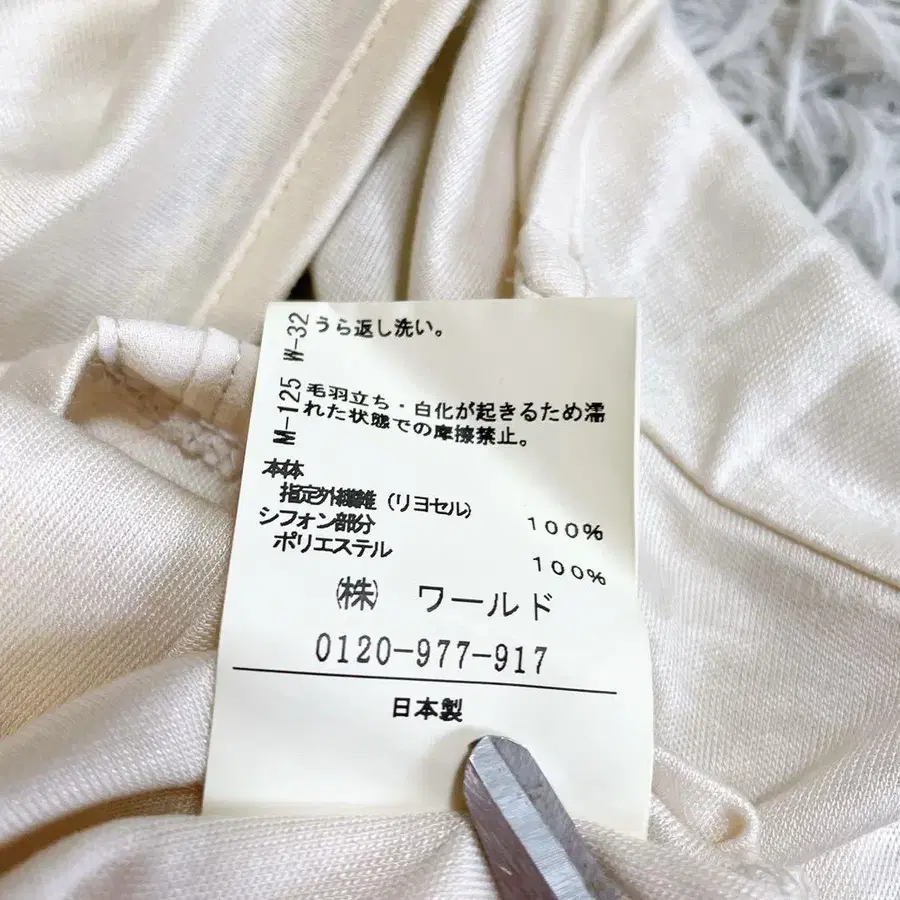 W-32
うら返し洗い。
M-125
毛羽立ち・白化が起きるため濡
れた状態での摩擦禁止。
本体
指定外繊維（リヨセル） 100%
シフォン部分
ポリエステル 100%
㈱ ワールド
0120-977-917
日本製